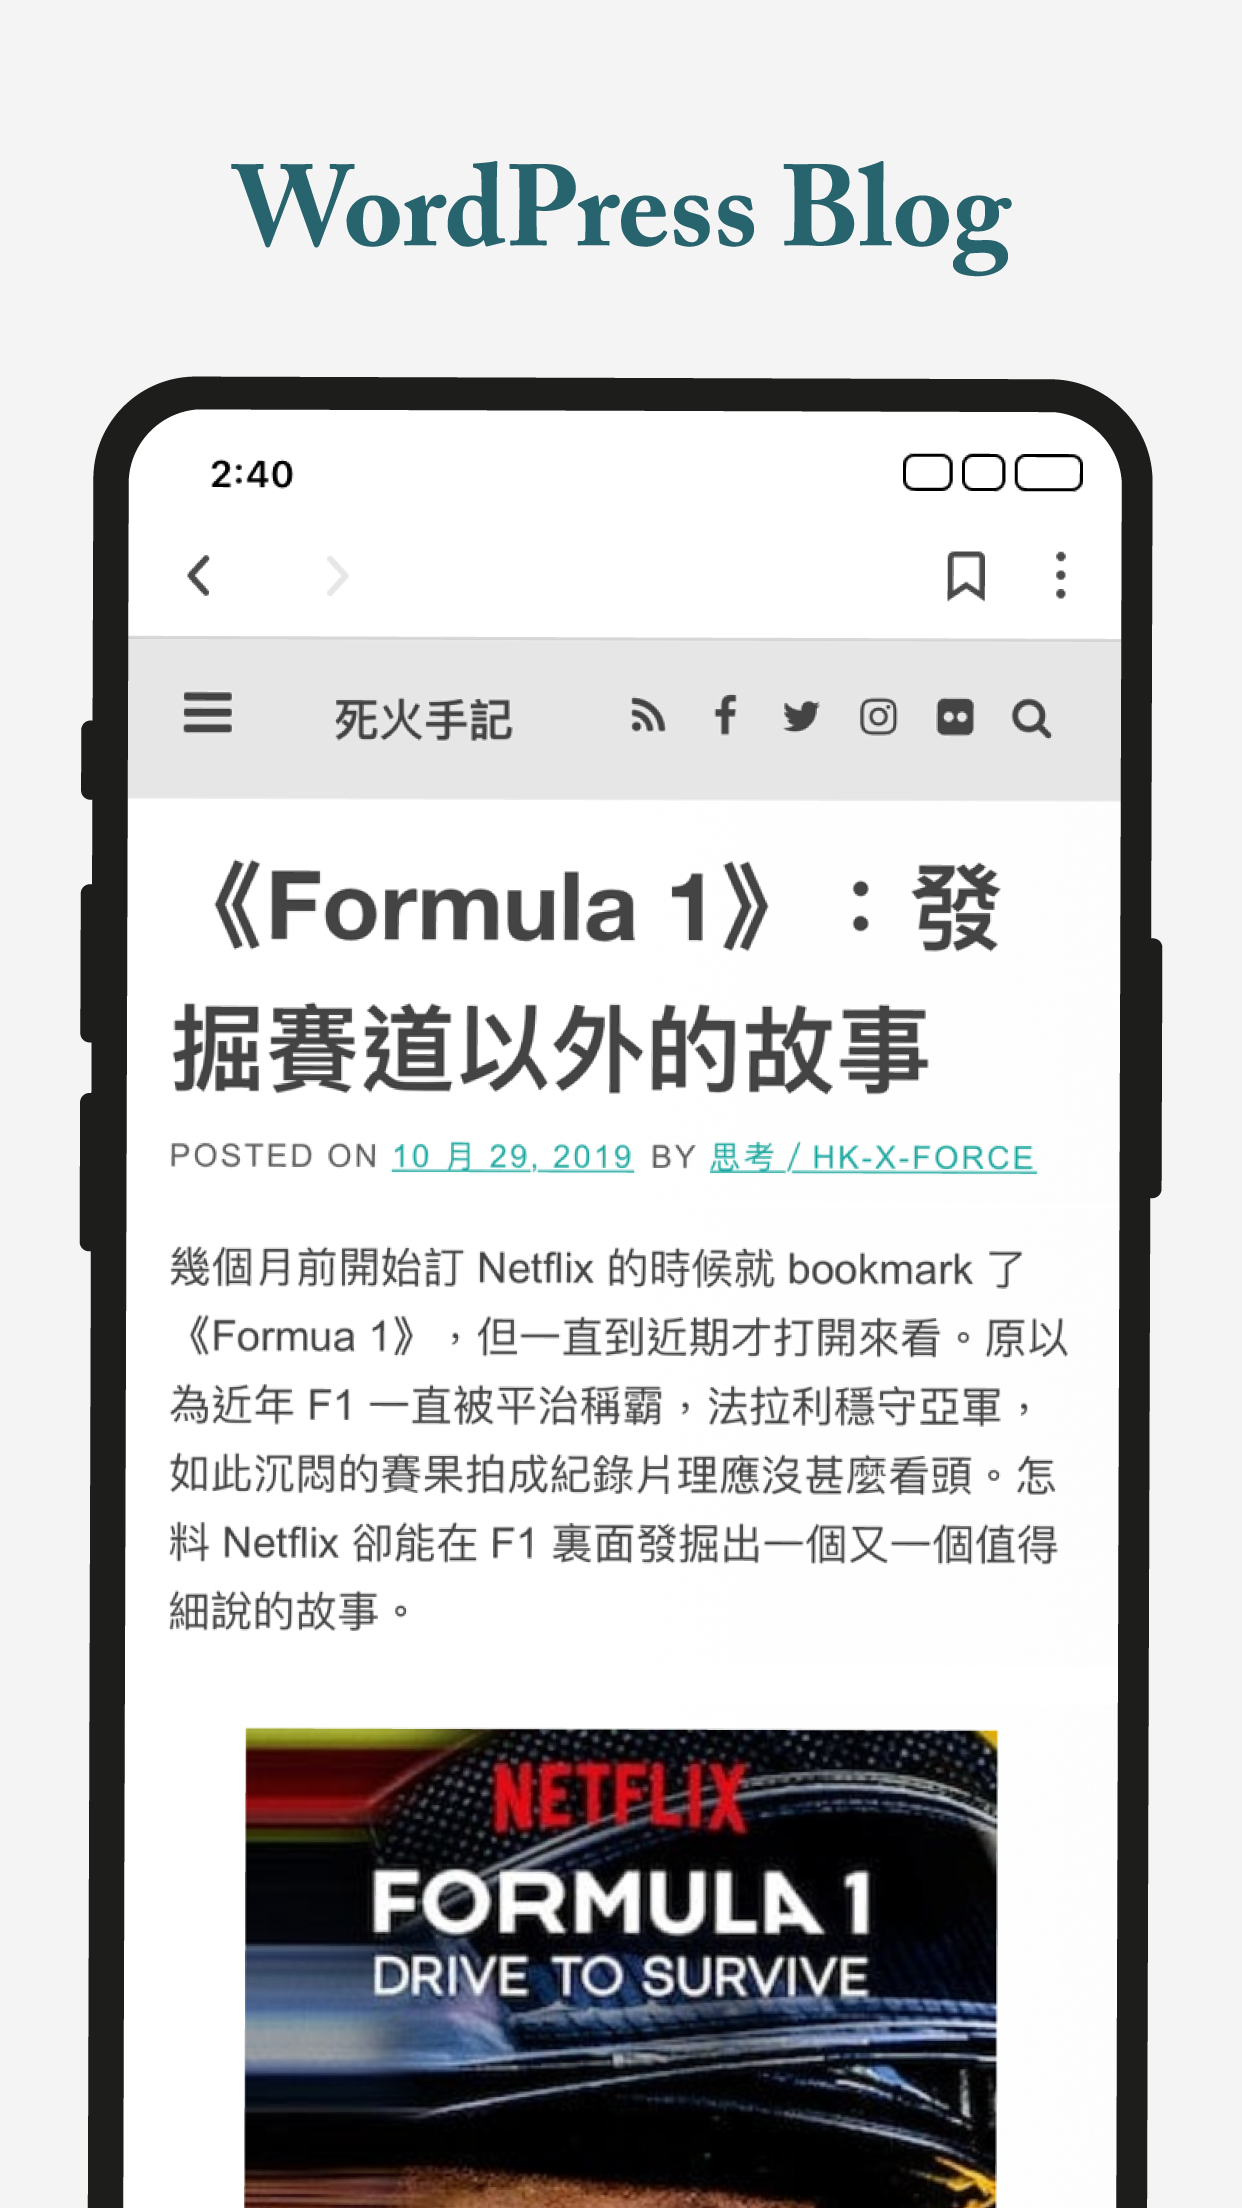 WordPress Blog
2:40
死火手記
《Formula 1》：發
掘賽道以外的故事
POSTED ON 10 月 29, 2019 BY 思考 / HK-X-FORCE
幾個月前開始訂 Netflix 的時候就 bookmark 了
《Formua 1》，但一直到近期才打開來看。原以
為近年 F1 一直被平治稱霸，法拉利穩守亞軍，
如此沉悶的賽果拍成紀錄片理應沒甚麼看頭。怎
料 Netflix 卻能在 F1 裏面發掘出一個又一個值得
細說的故事。
NETFLIX
FORMULA 1
DRIVE TO SURVIVE